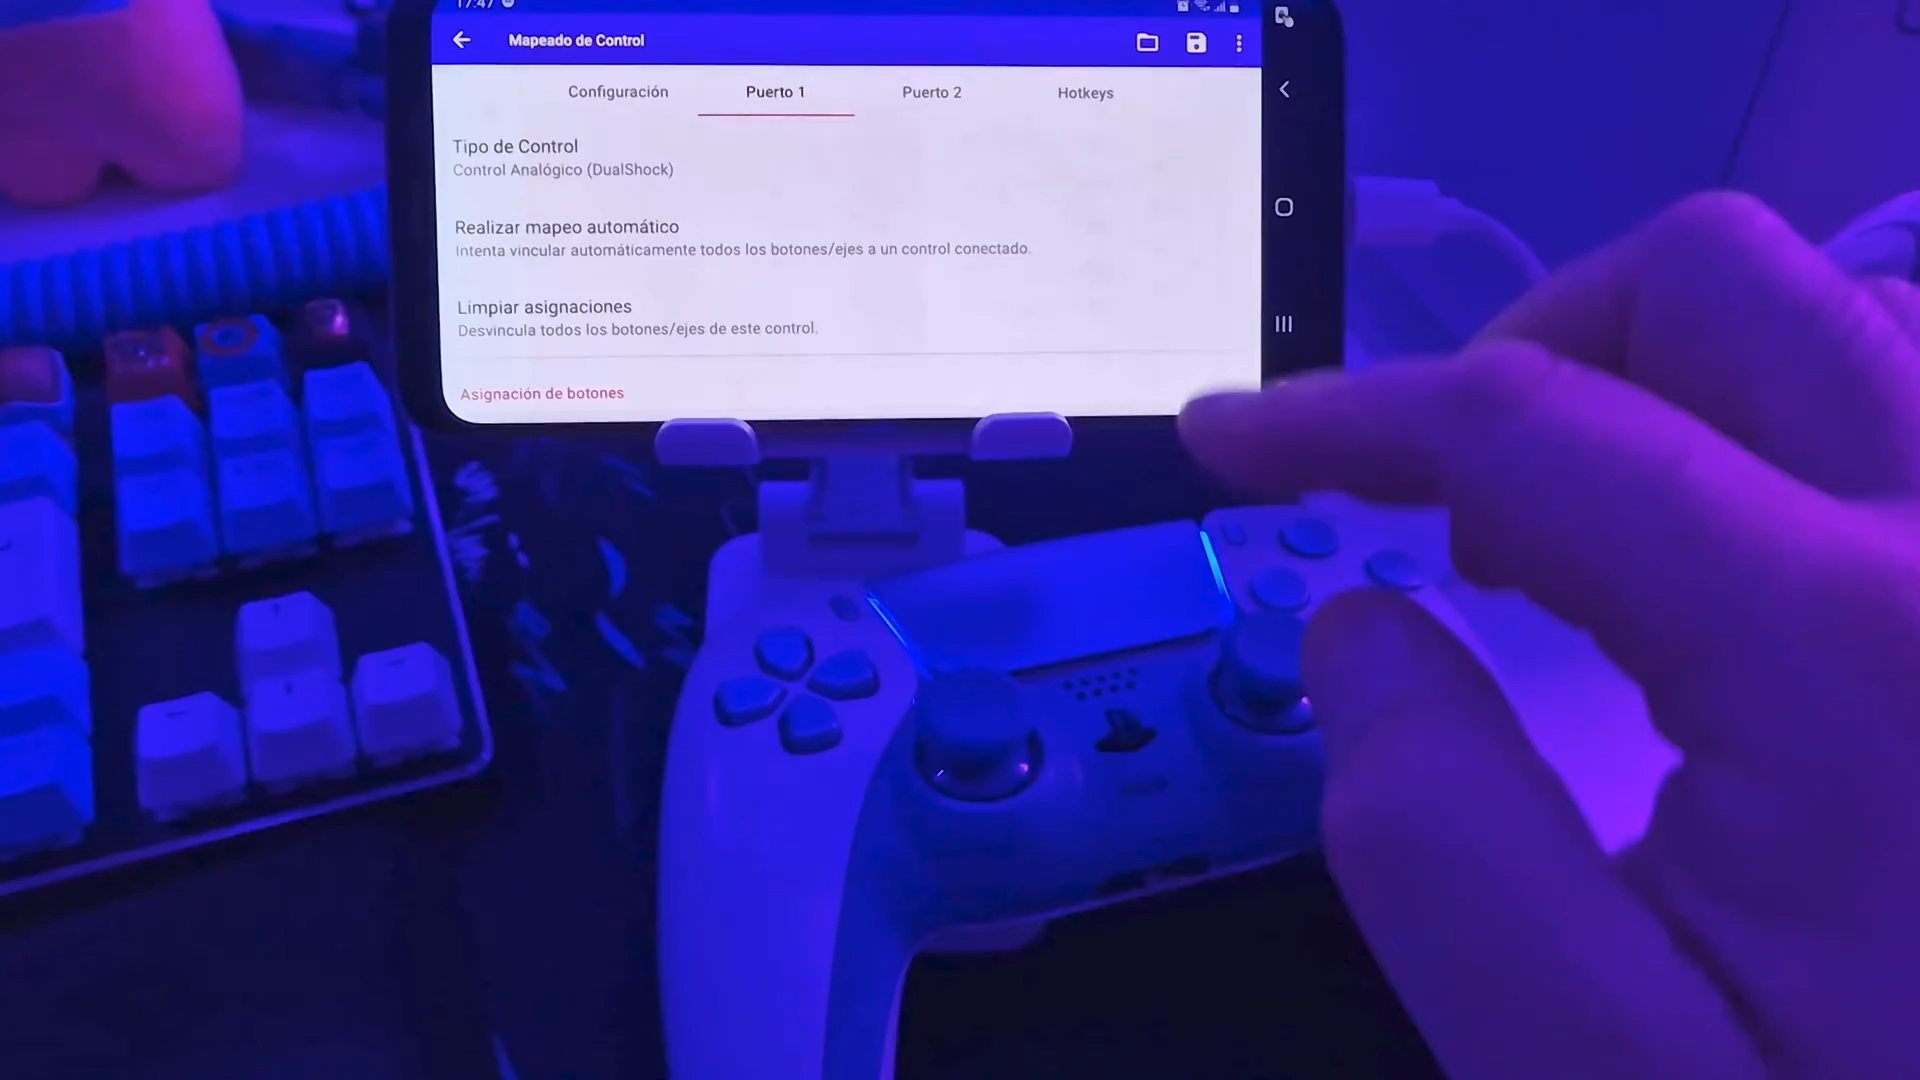 17:47
Mapeado de Control
Configuración
Puerto 1
Puerto 2
Hotkeys
Tipo de Control
Control Analógico (DualShock)
Realizar mapeo automático
Intenta vincular automáticamente todos los botones/ejes a un control conectado.
Limpiar asignaciones
Desvincula todos los botones/ejes de este control.
Asignación de botones